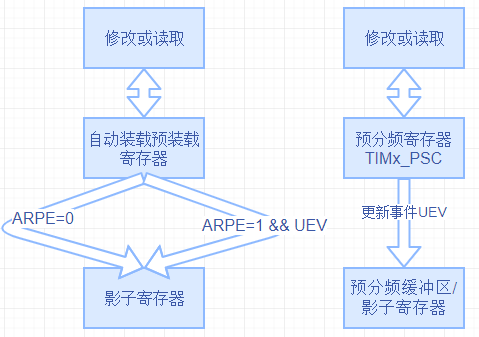 修改或读取
修改或读取
自动装载预装载
寄存器
预分频寄存器
TIMx_PSC
ARPE=0
ARPE=1 && UEV
更新事件UEV
影子寄存器
预分频缓冲区/
影子寄存器